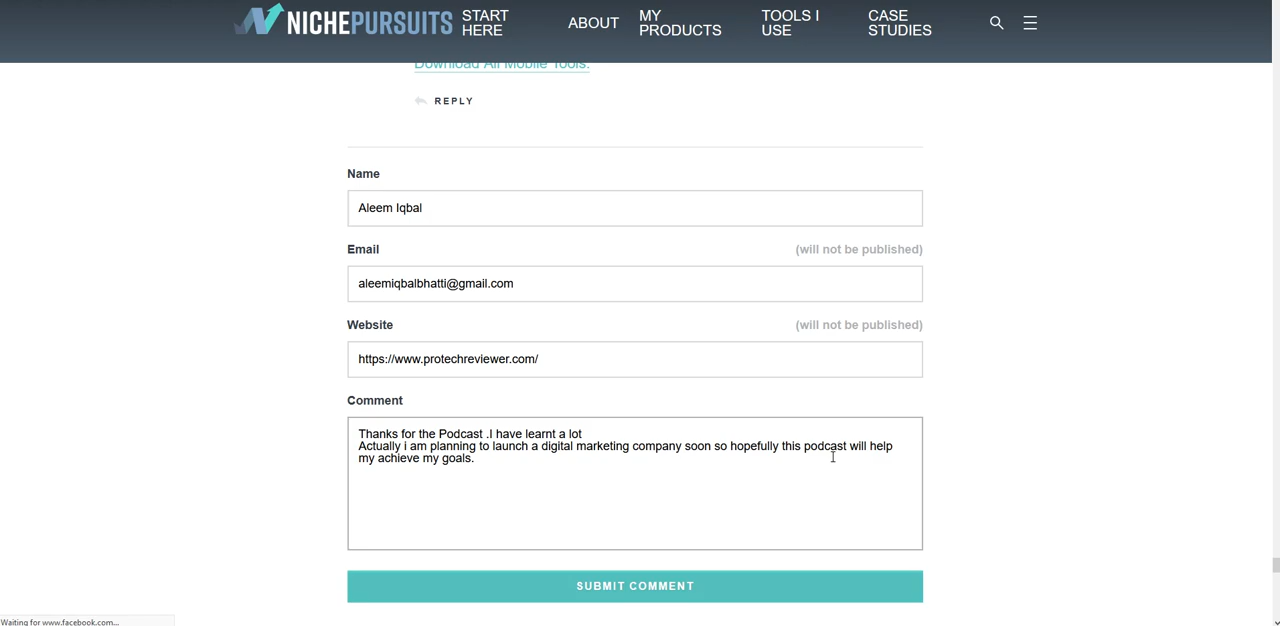 NICHEPURSUITS
START HERE
ABOUT
MY PRODUCTS
TOOLS I USE
CASE STUDIES
Download All Mobile Tools.
REPLY
Name
Aleem Iqbal
Email
(will not be published)
aleemiqbalbhatti@gmail.com
Website
(will not be published)
https://www.protechreviewer.com/
Comment
Thanks for the Podcast .I have learnt a lot
Actually i am planning to launch a digital marketing company soon so hopefully this podcast will help
my achieve my goals.
SUBMIT COMMENT
Waiting for www.facebook.com...